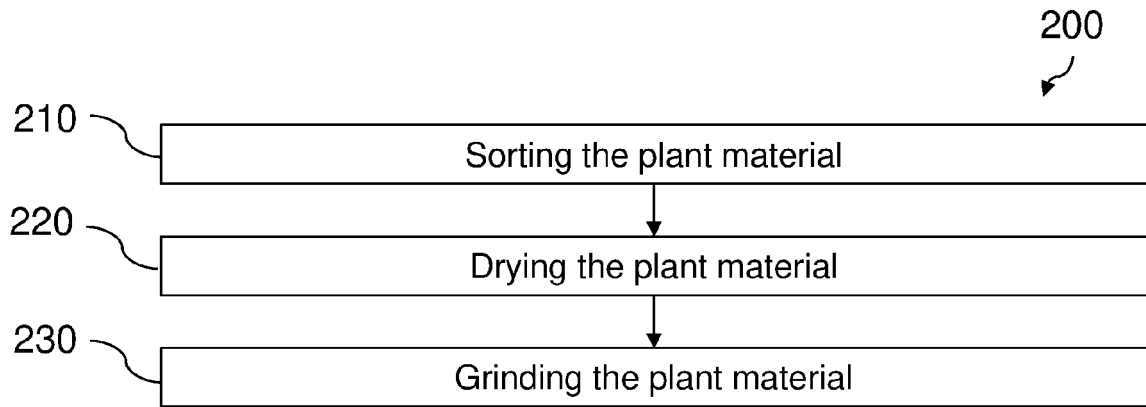 200
210
Sorting the plant material
220
Drying the plant material
230
Grinding the plant material